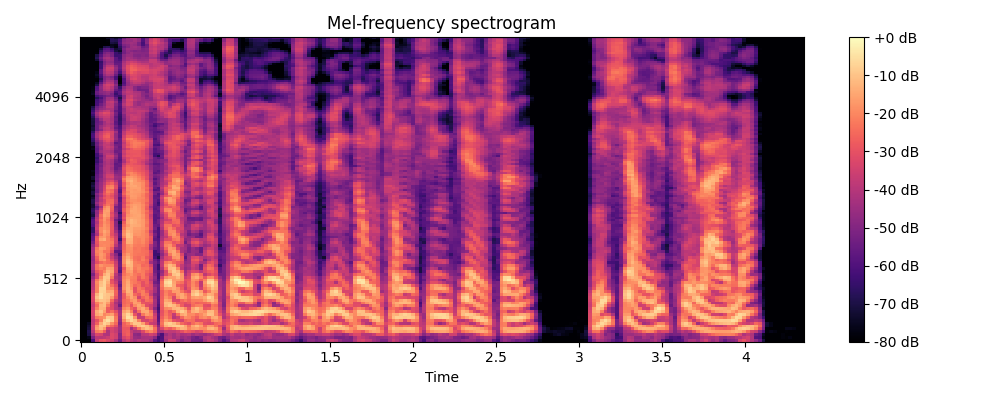 Mel-frequency spectrogram
+0 dB
-10 dB
-20 dB
-30 dB
-40 dB
-50 dB
-60 dB
-70 dB
-80 dB
4096
2048
1024
512
0
Hz
0 0.5 1 1.5 2 2.5 3 3.5 4
Time